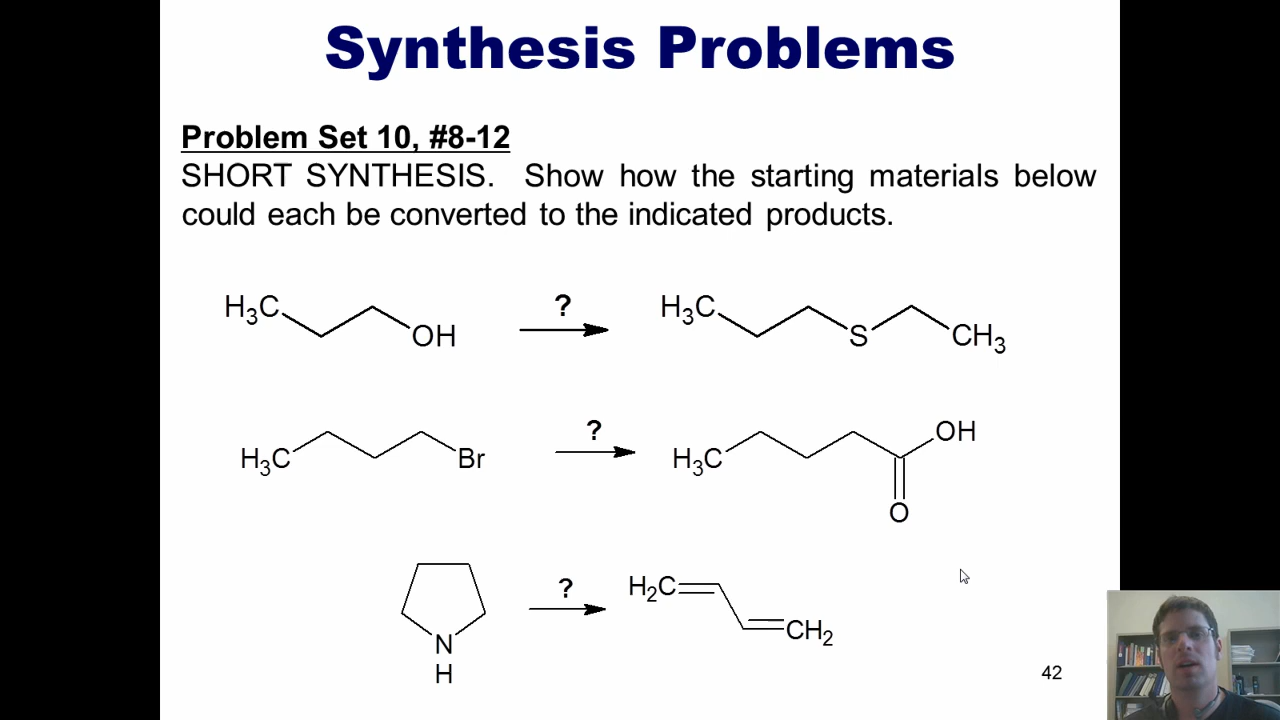 Synthesis Problems
Problem Set 10, #8-12
SHORT SYNTHESIS. Show how the starting materials below
could each be converted to the indicated products.
H₃C OH ? H₃C S CH₃
H₃C Br ? H₃C OH O
N H ? H₂C CH₂
42